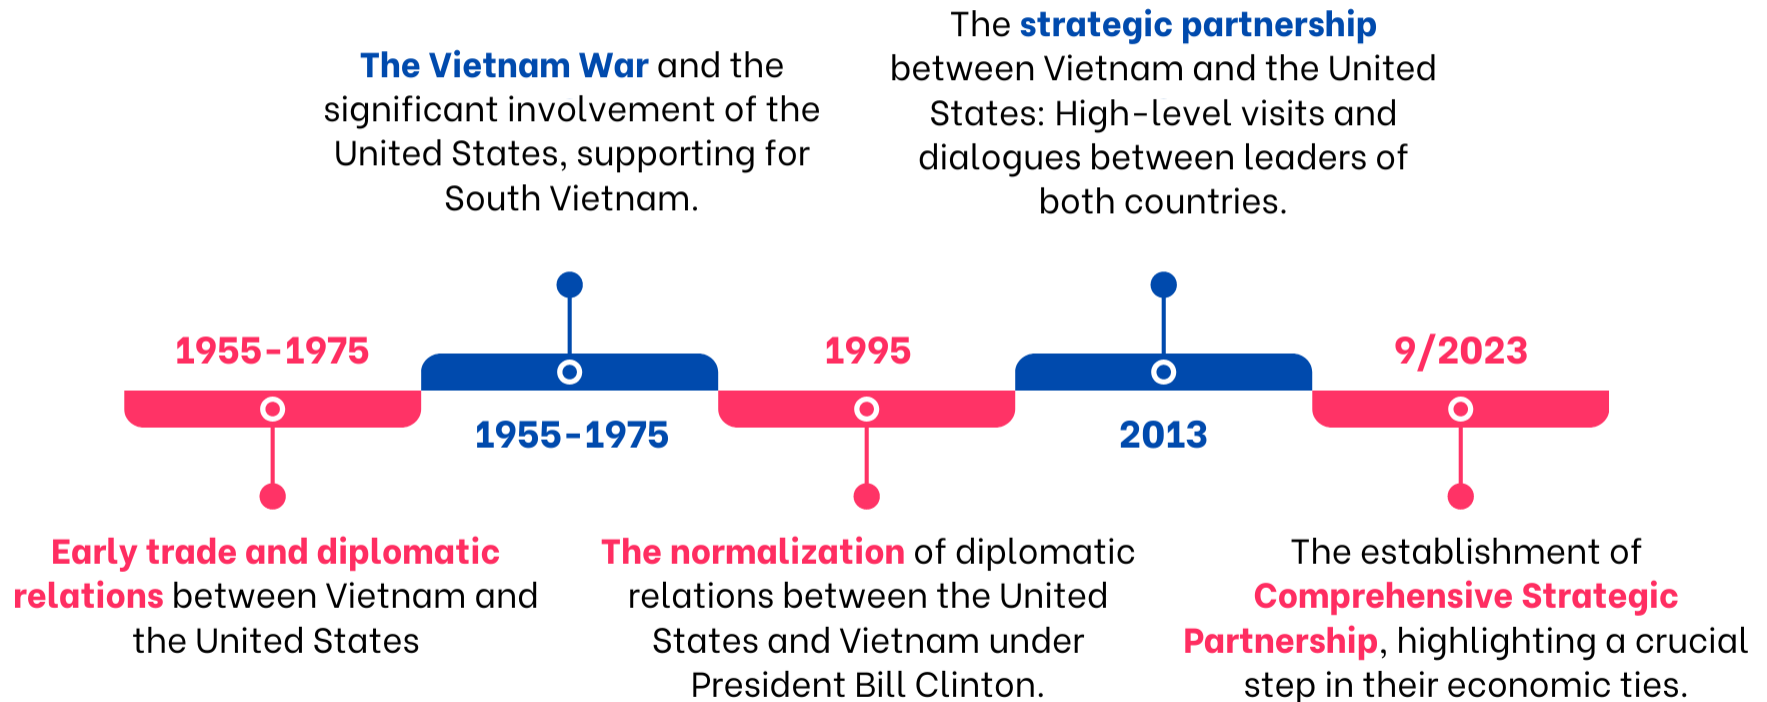 The Vietnam War and the
significant involvement of the
United States, supporting for
South Vietnam.
The strategic partnership
between Vietnam and the United
States: High-level visits and
dialogues between leaders of
both countries.
1955-1975
1955-1975
1995
2013
9/2023
Early trade and diplomatic
relations between Vietnam and
the United States
The normalization of diplomatic
relations between the United
States and Vietnam under
President Bill Clinton.
The establishment of
Comprehensive Strategic
Partnership, highlighting a crucial
step in their economic ties.